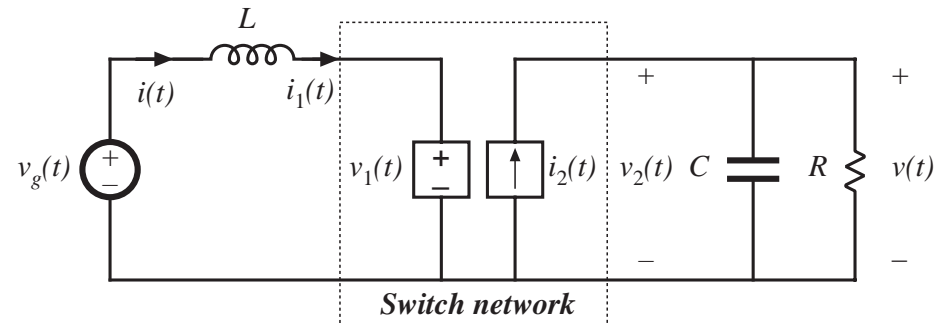 L
i(t)
i1(t)
+
+
vg(t)
+
–
v1(t)
+
–
i2(t)
v2(t)
C
R
v(t)
–
–
Switch network